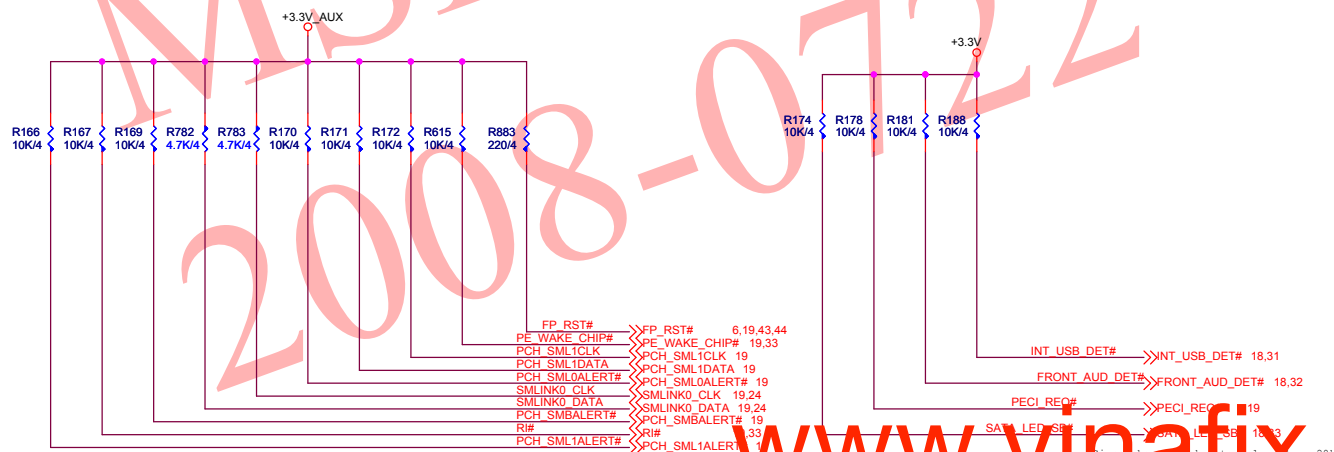 +3.3V_AUX
+3.3V
R166
10K/4
R167
10K/4
R169
10K/4
R782
4.7K/4
R783
4.7K/4
R170
10K/4
R171
10K/4
R172
10K/4
R615
10K/4
R883
220/4
R174
10K/4
R178
10K/4
R181
10K/4
R188
10K/4
2008-0722
FP_RST# FP_RST# 6,19,43,44
PE_WAKE_CHIP# PE_WAKE_CHIP# 19,33
PCH_SML1CLK PCH_SML1CLK 19
PCH_SML1DATA PCH_SML1DATA 19
PCH_SML0ALERT# PCH_SML0ALERT# 19
SMLINK0_CLK SMLINK0_CLK 19,24
SMLINK0_DATA SMLINK0_DATA 19,24
PCH_SMBALERT# PCH_SMBALERT# 19
RI# RI#
PCH_SML1ALERT# PCH_SML1ALERT#
INT_USB_DET# INT_USB_DET# 18,31
FRONT_AUD_DET# FRONT_AUD_DET# 18,32
PECI_REQ# 19
SATA_LED_SB#
www.vinafix